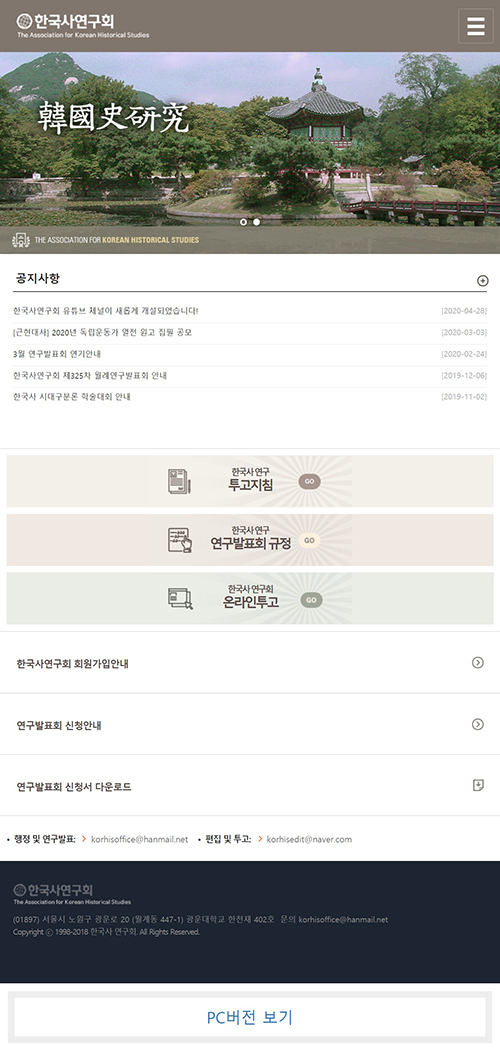 한국사연구회
The Association for Korean Historical Studies
韓國史硏究
THE ASSOCIATION FOR KOREAN HISTORICAL STUDIES
공지사항
한국사연구회 유튜브 체널이 새롭게 개설되었습니다! [2020-04-28]
[근현대사] 2020년 독립운동가 열전 원고 집필 공모 [2020-03-03]
3월 연구발표회 연기안내 [2020-02-24]
한국사연구회 제325차 월례연구발표회 안내 [2019-12-06]
한국사 시대구분론 학술대회 안내 [2019-11-02]
한국사 연구
투고지침 GO
한국사 연구
연구발표회 규정 GO
한국사 연구회
온라인투고 GO
한국사연구회 회원가입안내
연구발표회 신청안내
연구발표회 신청서 다운로드
• 행정 및 연구발표: > korhisoffice@hanmail.net • 편집 및 투고: > korhisedit@naver.com
한국사연구회
The Association for Korean Historical Studies
(01897) 서울시 노원구 광운로 20 (월계동 447-1) 광운대학교 한천재 402호 문의 korhisoffice@hanmail.net
Copyright ⓒ 1998-2018 한국사 연구회. All Rights Reserved.
PC버전 보기